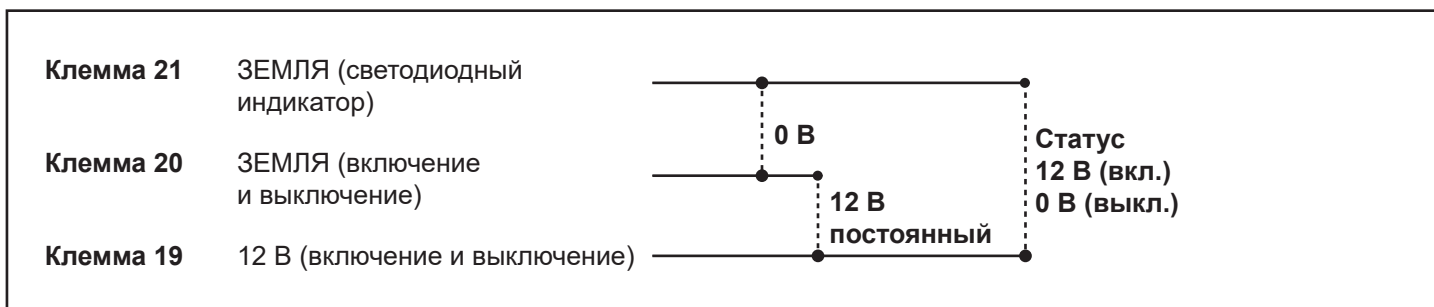 Клемма 21 ЗЕМЛЯ (светодиодный
индикатор)
0 В
Клемма 20 ЗЕМЛЯ (включение
и выключение)
Статус
12 В (вкл.)
0 В (выкл.)
12 В
постоянный
Клемма 19 12 В (включение и выключение)